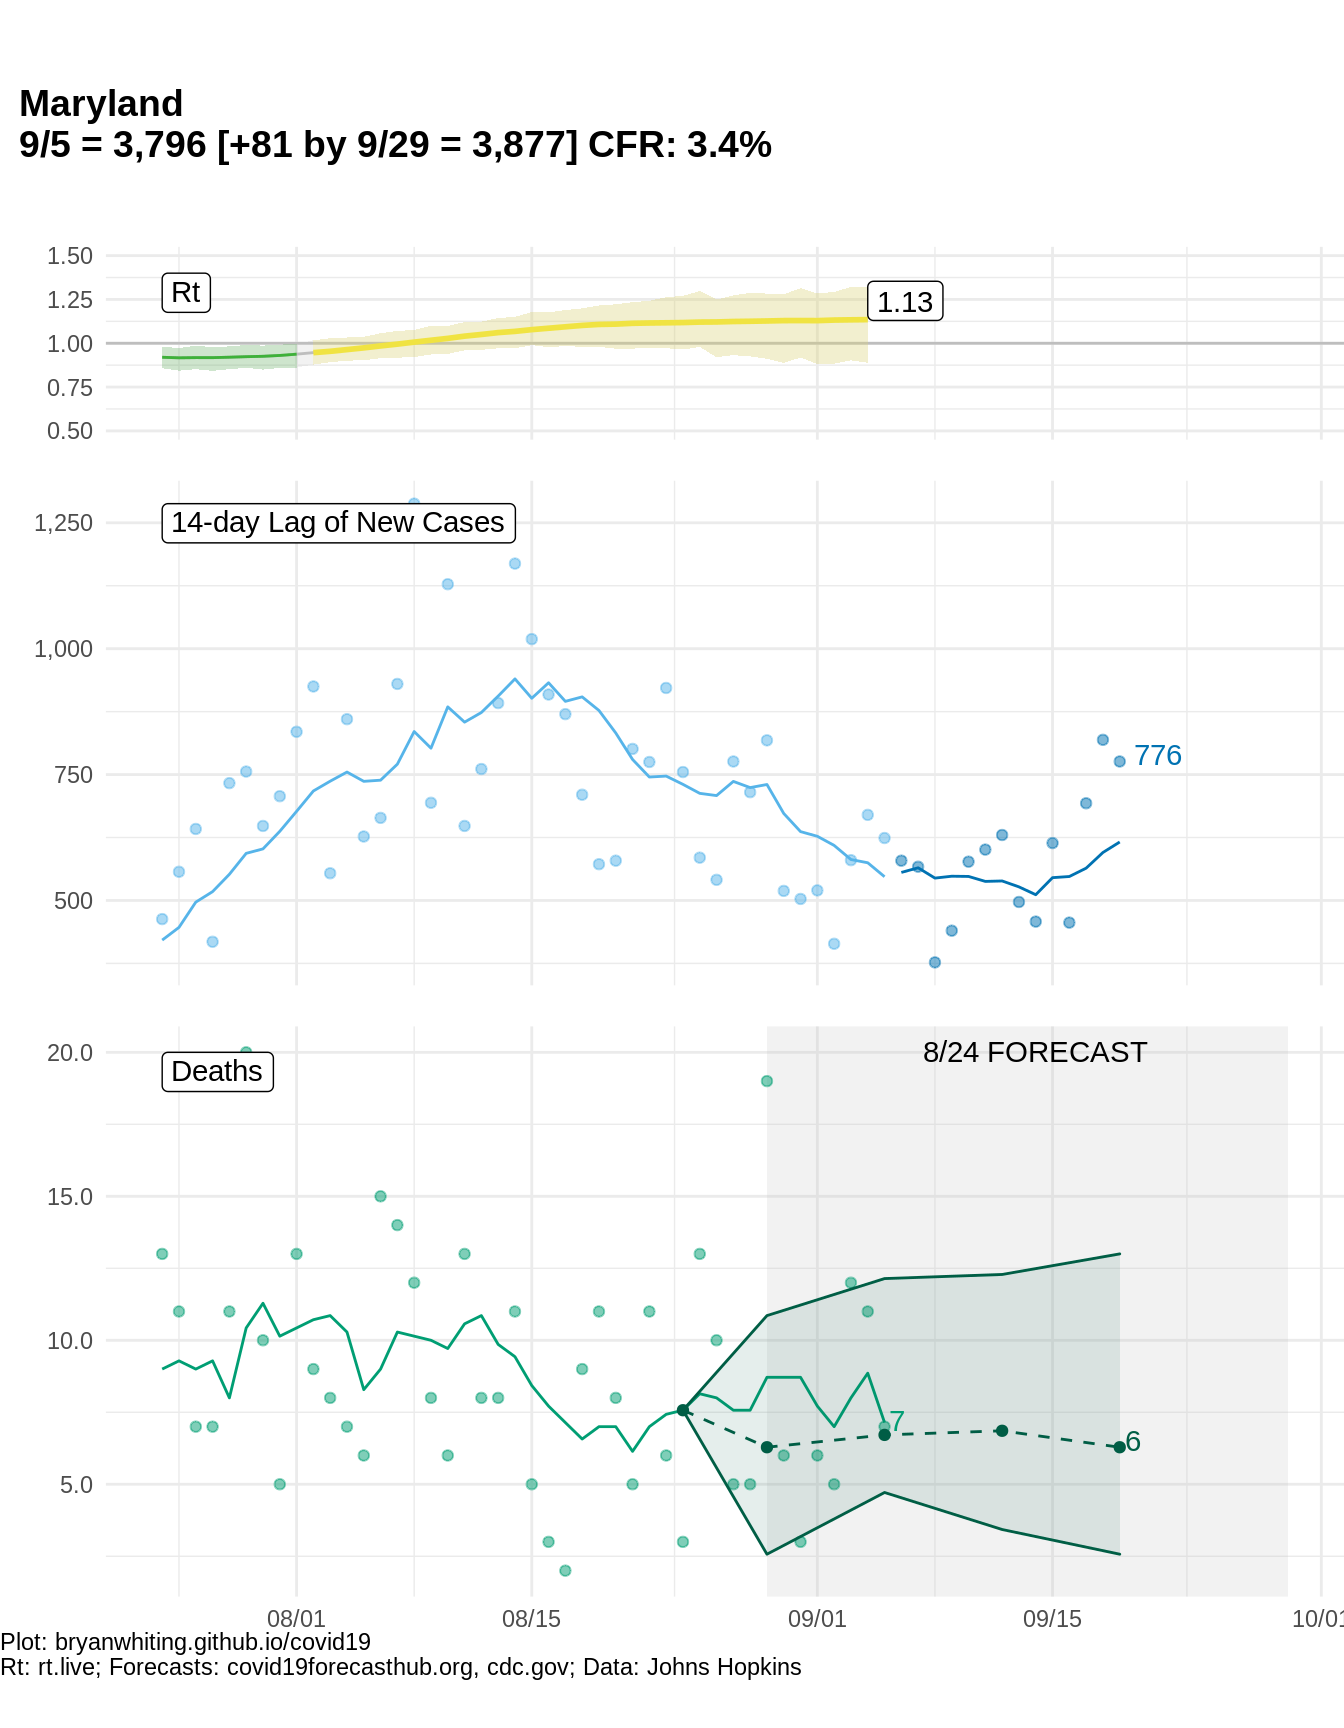 Maryland
9/5 = 3,796 [+81 by 9/29 = 3,877] CFR: 3.4%
1.50
Rt
1.25
1.13
1.00
0.75
0.50
1,250
14-day Lag of New Cases
1,000
750
776
500
20.0
8/24 FORECAST
Deaths
15.0
10.0
7
6
5.0
08/01 08/15 09/01 09/15 10/01
Plot: bryanwhiting.github.io/covid19
Rt: rt.live; Forecasts: covid19forecasthub.org, cdc.gov; Data: Johns Hopkins